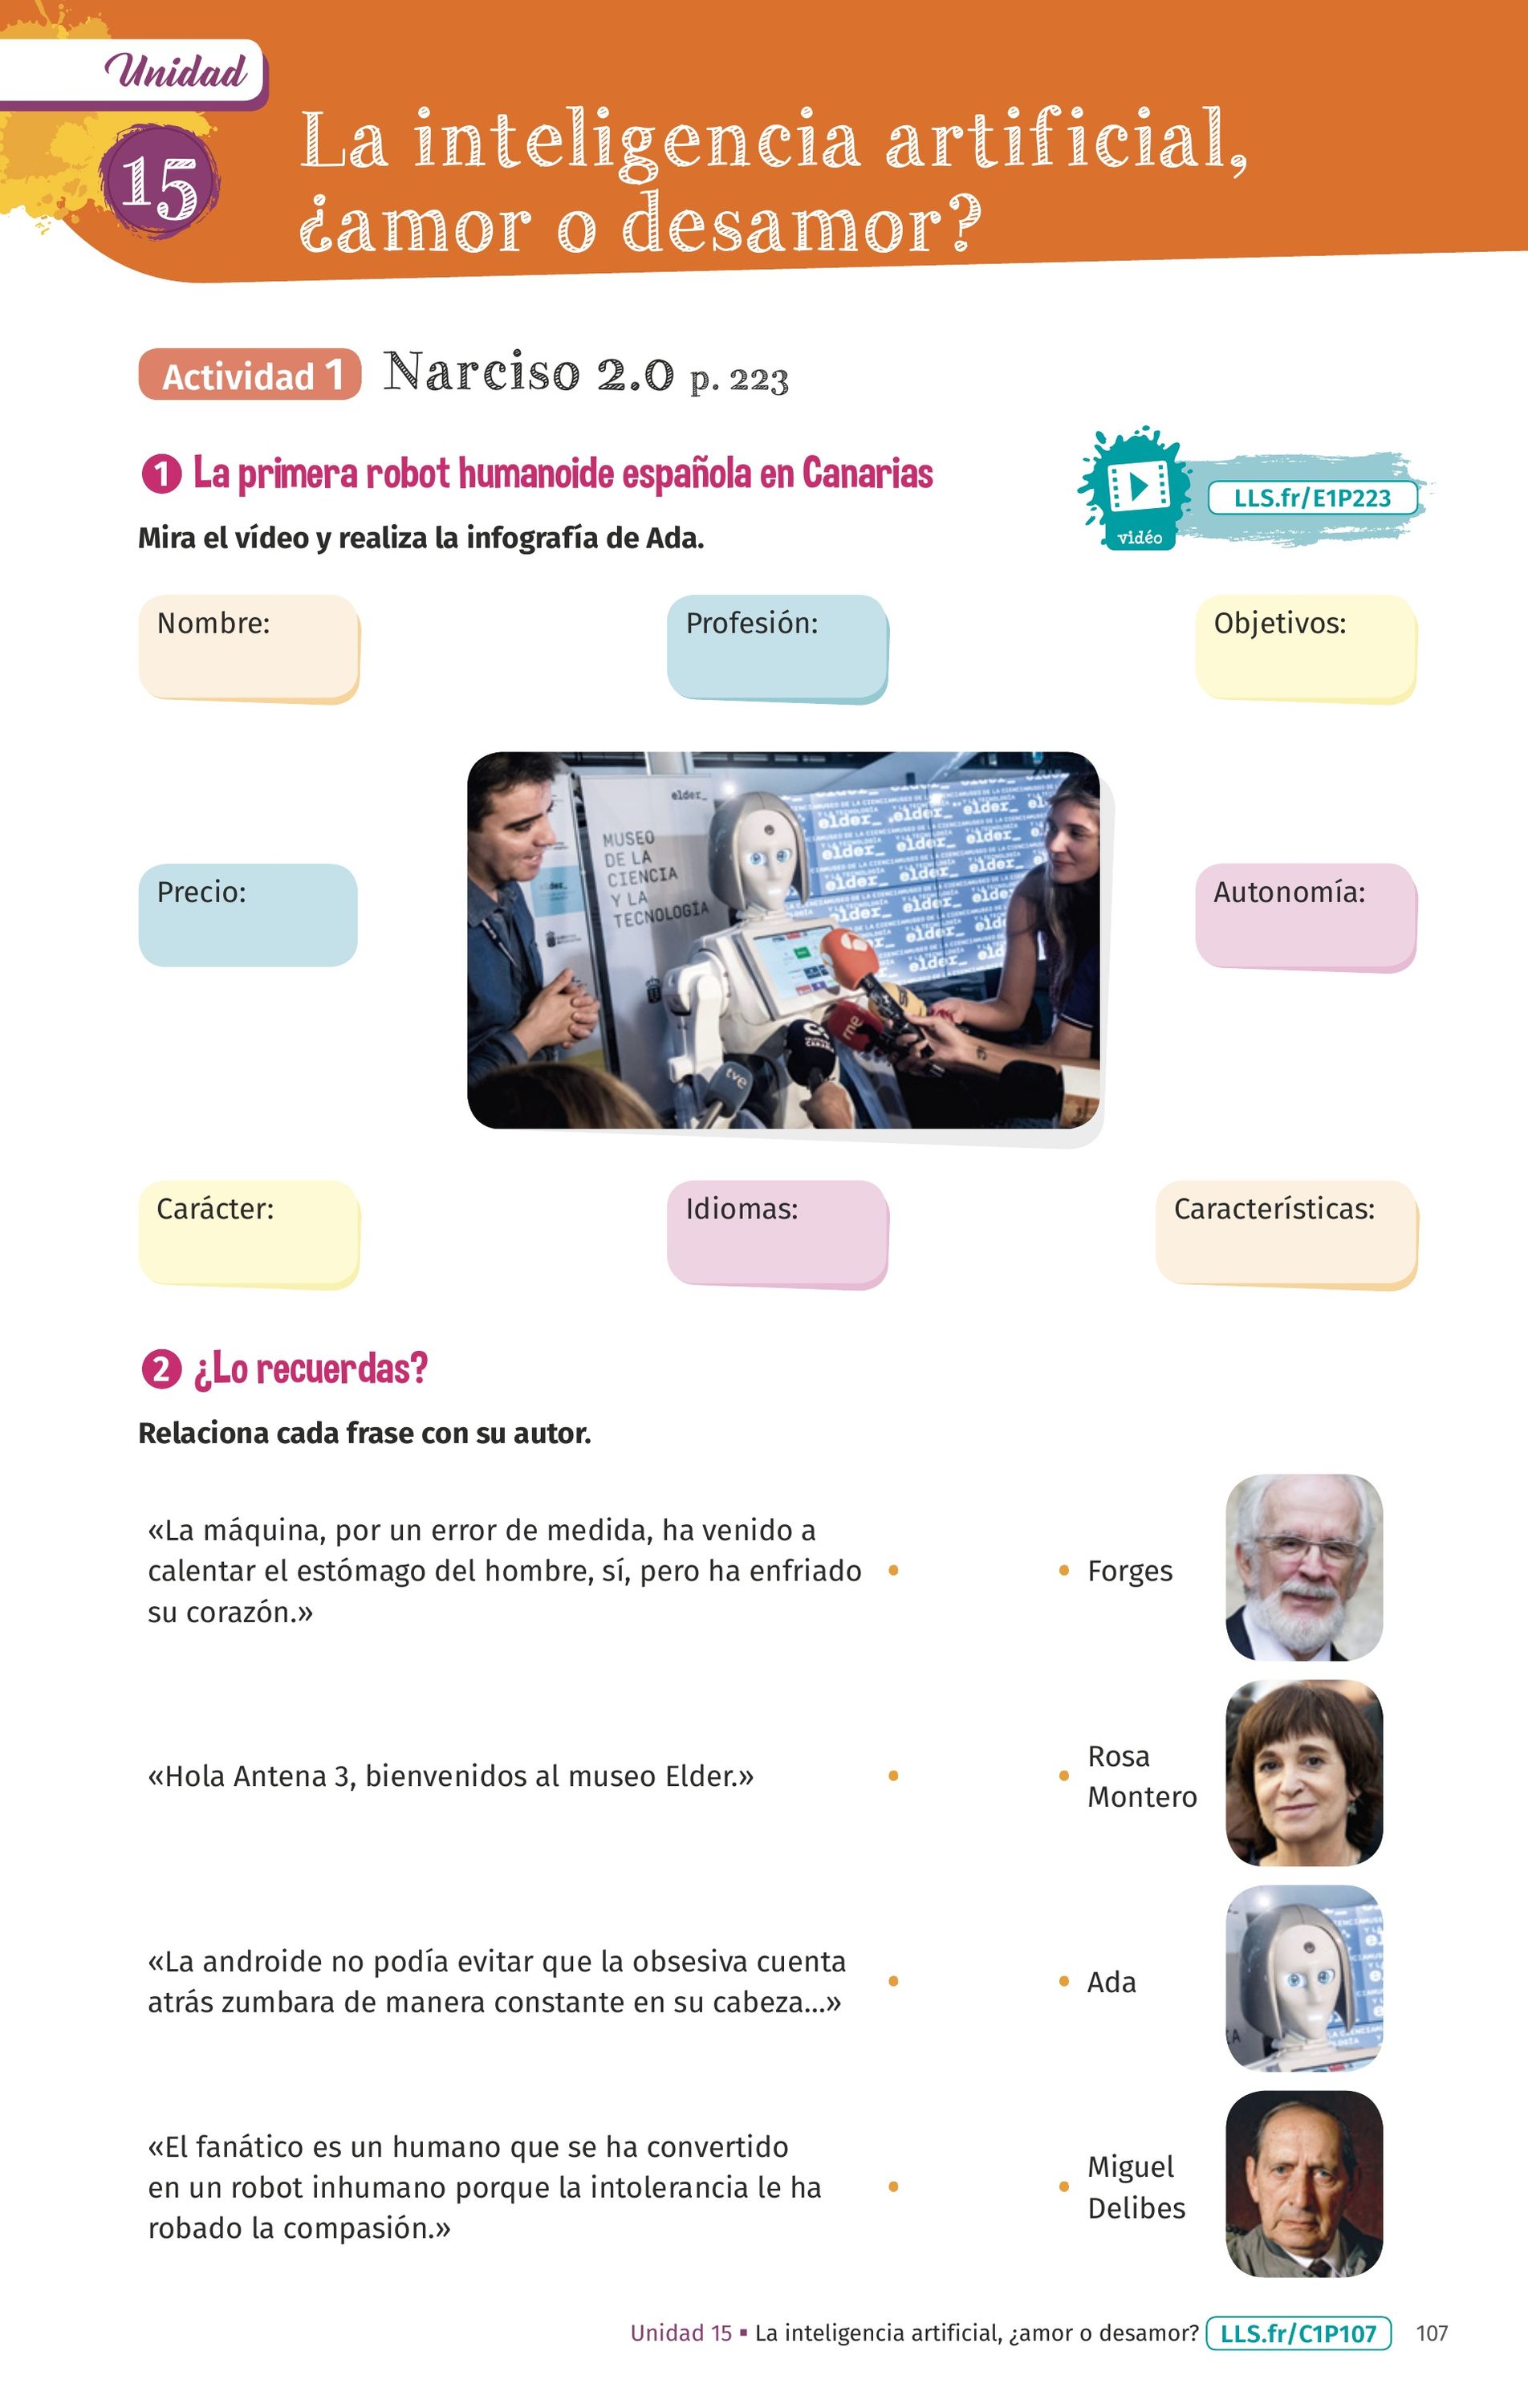 Unidad
15
La inteligencia artificial,
¿amor o desamor?
Actividad 1 Narciso 2.0 p. 223
1 La primera robot humanoide española en Canarias
vidéo
LLS.fr/E1P223
Mira el vídeo y realiza la infografía de Ada.
Nombre:
Profesión:
Objetivos:
Precio:
elder_
MUSEO
DE LA
CIENCIA
Y LA
TECNOLOGÍA
elder_
tve
rne
Autonomía:
Carácter:
Idiomas:
Características:
2 ¿Lo recuerdas?
Relaciona cada frase con su autor.
«La máquina, por un error de medida, ha venido a
calentar el estómago del hombre, sí, pero ha enfriado
su corazón.»
Forges
«Hola Antena 3, bienvenidos al museo Elder.»
Rosa
Montero
«La androide no podía evitar que la obsesiva cuenta
atrás zumbara de manera constante en su cabeza...»
Ada
«El fanático es un humano que se ha convertido
en un robot inhumano porque la intolerancia le ha
robado la compasión.»
Miguel
Delibes
Unidad 15 ▪ La inteligencia artificial, ¿amor o desamor? LLS.fr/C1P107 107